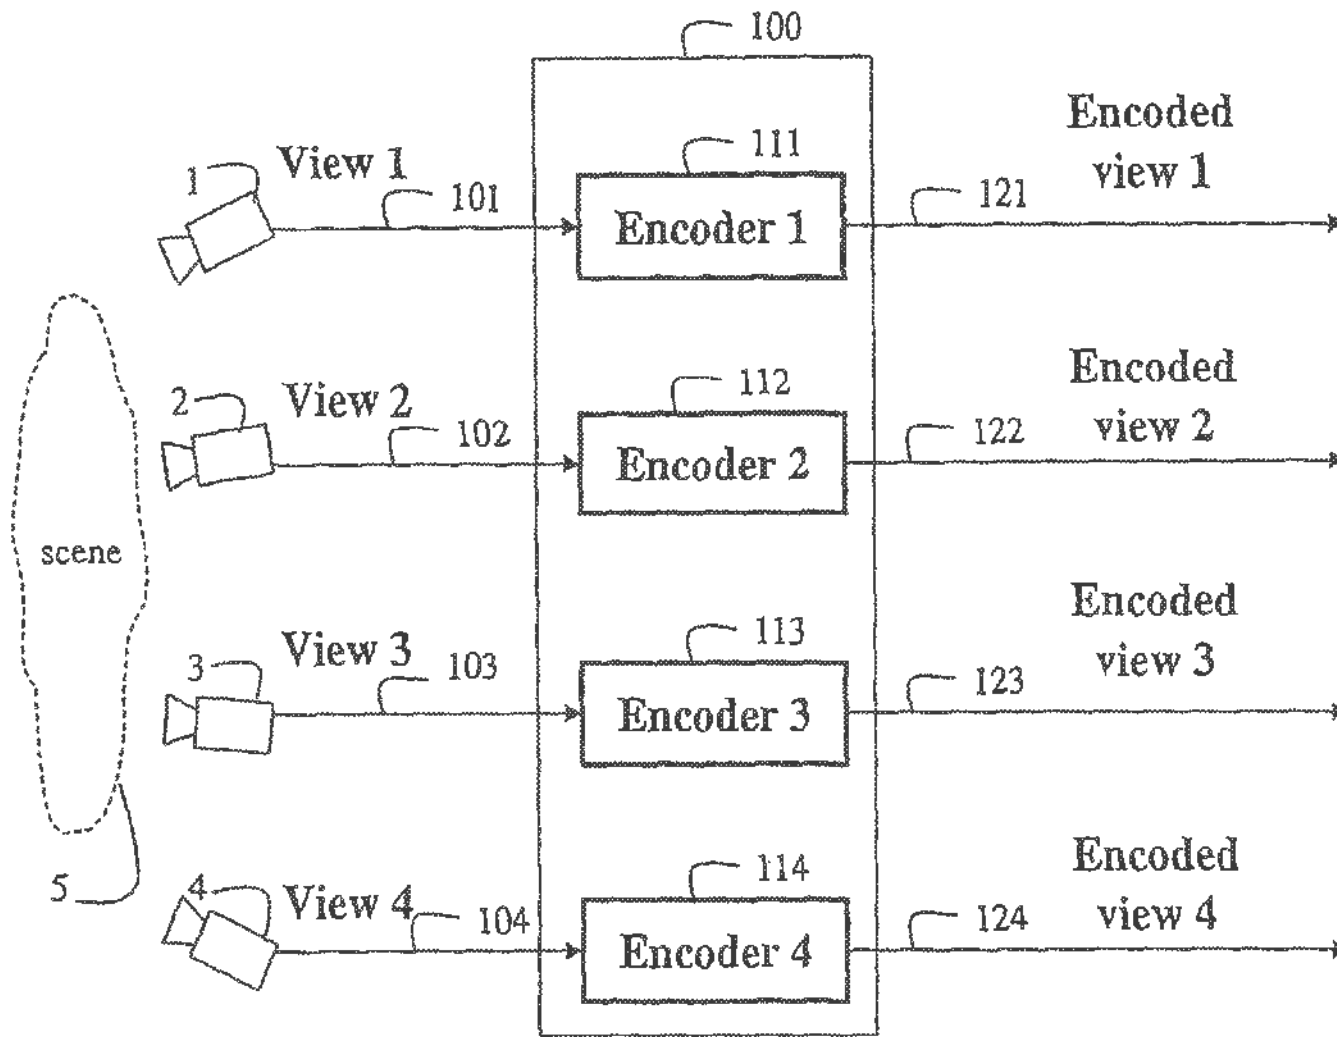 100
Encoded
view 1
View 1
1
101
111
121
Encoder 1
Encoded
view 2
View 2
2
102
112
122
Encoder 2
scene
Encoded
view 3
View 3
3
103
113
123
Encoder 3
Encoded
view 4
View 4
5
4
104
114
124
Encoder 4